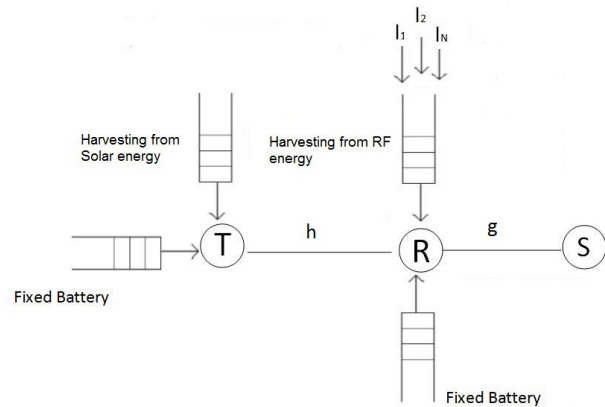 I1 I2 IN
Harvesting from
Solar energy
Harvesting from RF
energy
T
h
R
g
S
Fixed Battery
Fixed Battery